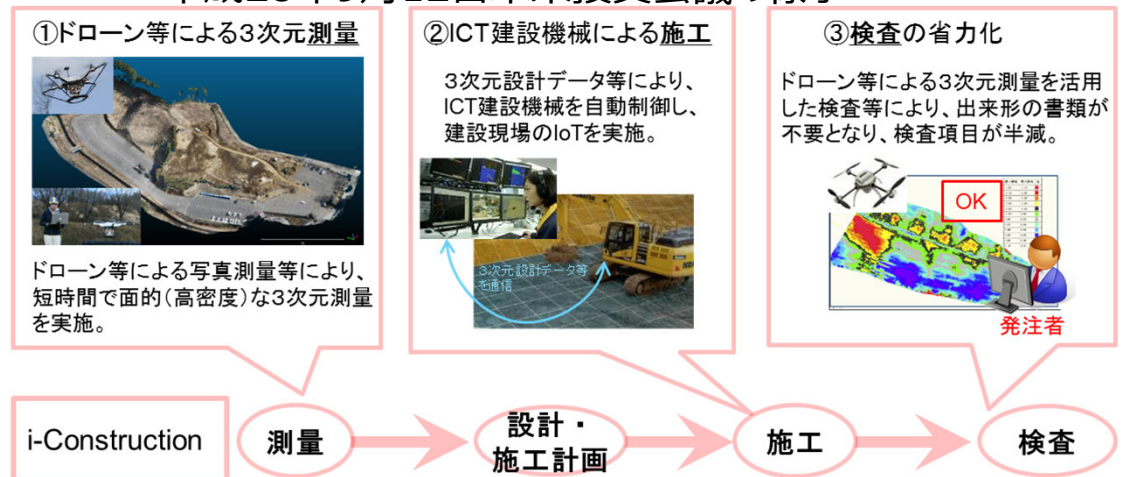 ①ドローン等による3次元測量
ドローン等による写真測量等により、
短時間で面的(高密度)な3次元測量
を実施。
②ICT建設機械による施工
3次元設計データ等により、
ICT建設機械を自動制御し、
建設現場のIoTを実施。
3次元設計データ等
を通信
③検査の省力化
ドローン等による3次元測量を活用
した検査等により、出来形の書類が
不要となり、検査項目が半減。
OK
発注者
i-Construction
測量
設計・
施工計画
施工
検査